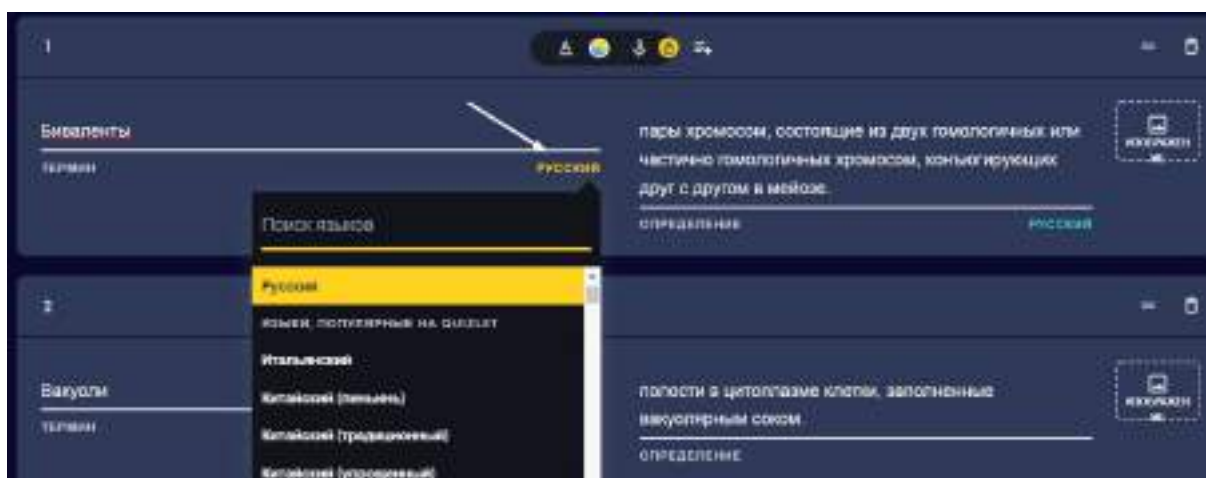 1
Биваленты
ТЕРМИН
РУССКИЙ
пары хромосом, состоящие из двух гомологичных или
частично гомологичных хромосом, конъюгирующих
друг с другом в мейозе.
ОПРЕДЕЛЕНИЕ
РУССКИЙ
Поиск языков
Русский
ЯЗЫКИ, ПОПУЛЯРНЫЕ НА QUIZLET
Итальянский
Китайский (пиньинь)
Китайский (традиционный)
Китайский (упрощенный)
2
Вакуоли
ТЕРМИН
полости в цитоплазме клетки, заполненные
вакуолярным соком
ОПРЕДЕЛЕНИЕ